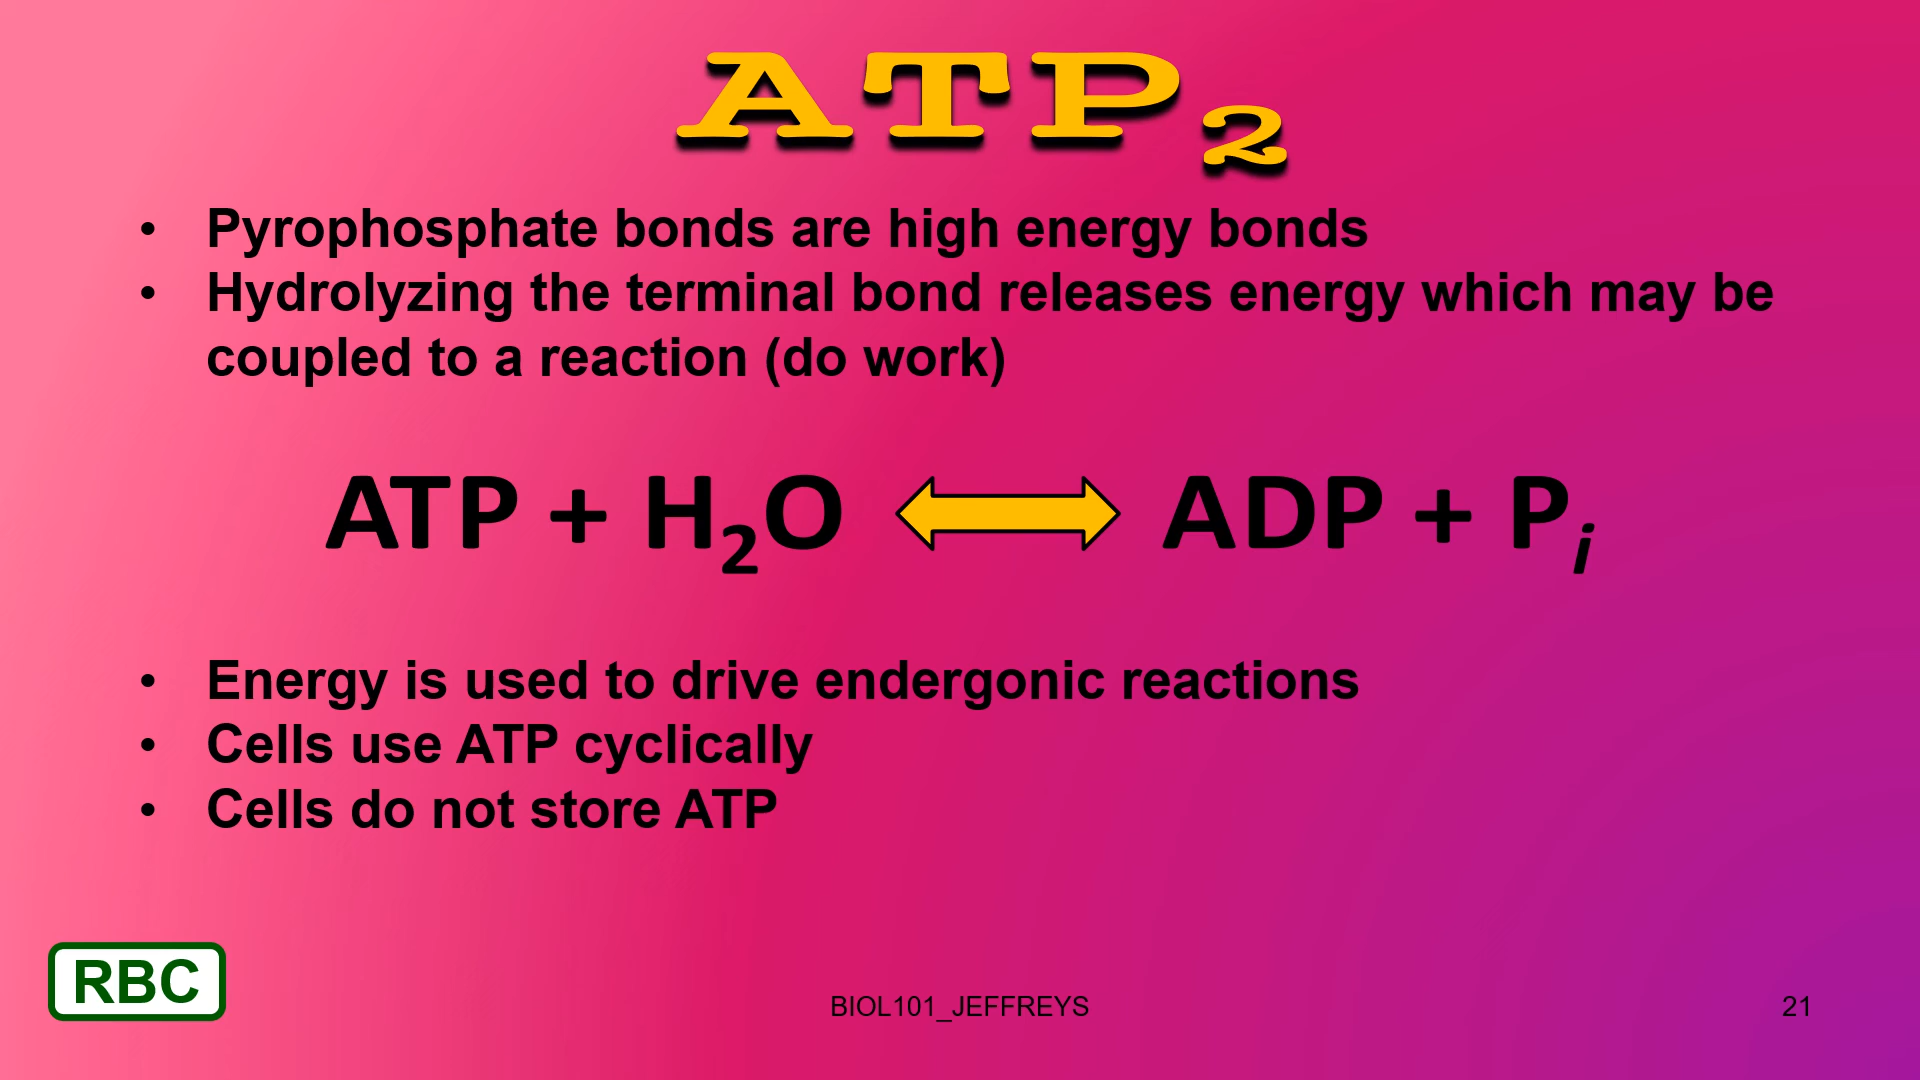 ATP₂
• Pyrophosphate bonds are high energy bonds
• Hydrolyzing the terminal bond releases energy which may be
coupled to a reaction (do work)
ATP + H₂O ⟺ ADP + Pᵢ
• Energy is used to drive endergonic reactions
• Cells use ATP cyclically
• Cells do not store ATP
RBC
BIOL101_JEFFREYS
21